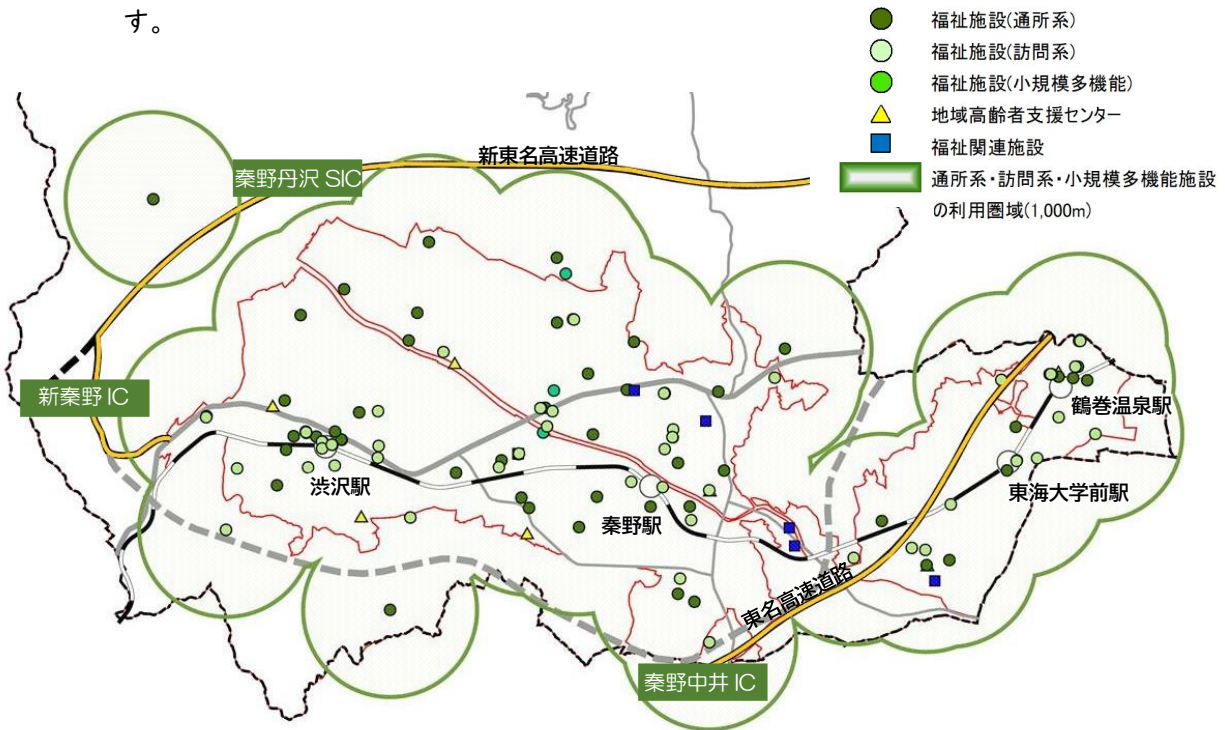 す。
福祉施設(通所系)
福祉施設(訪問系)
福祉施設(小規模多機能)
地域高齢者支援センター
福祉関連施設
通所系・訪問系・小規模多機能施設
の利用圏域(1,000m)
新東名高速道路
秦野丹沢 SIC
新秦野 IC
鶴巻温泉駅
東海大学前駅
渋沢駅
秦野駅
東名高速道路
秦野中井 IC